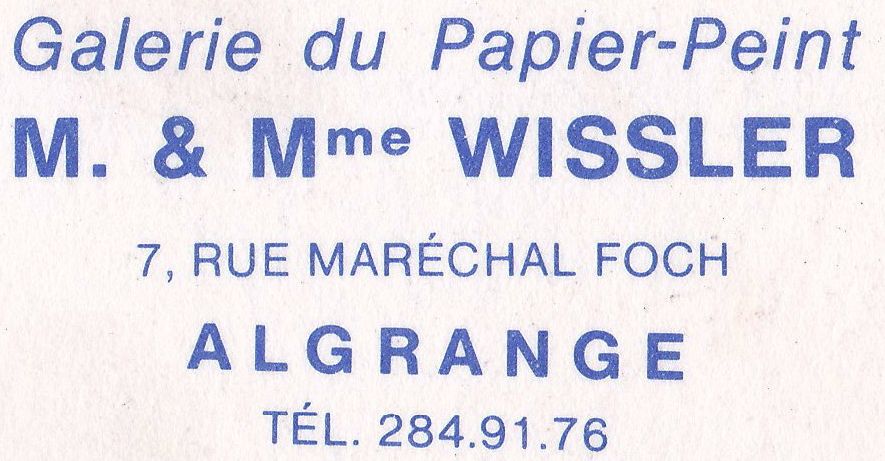 Galerie du Papier-Peint
M. & Mme WISSLER
7, RUE MARÉCHAL FOCH
ALGRANGE
TÉL. 284.91.76